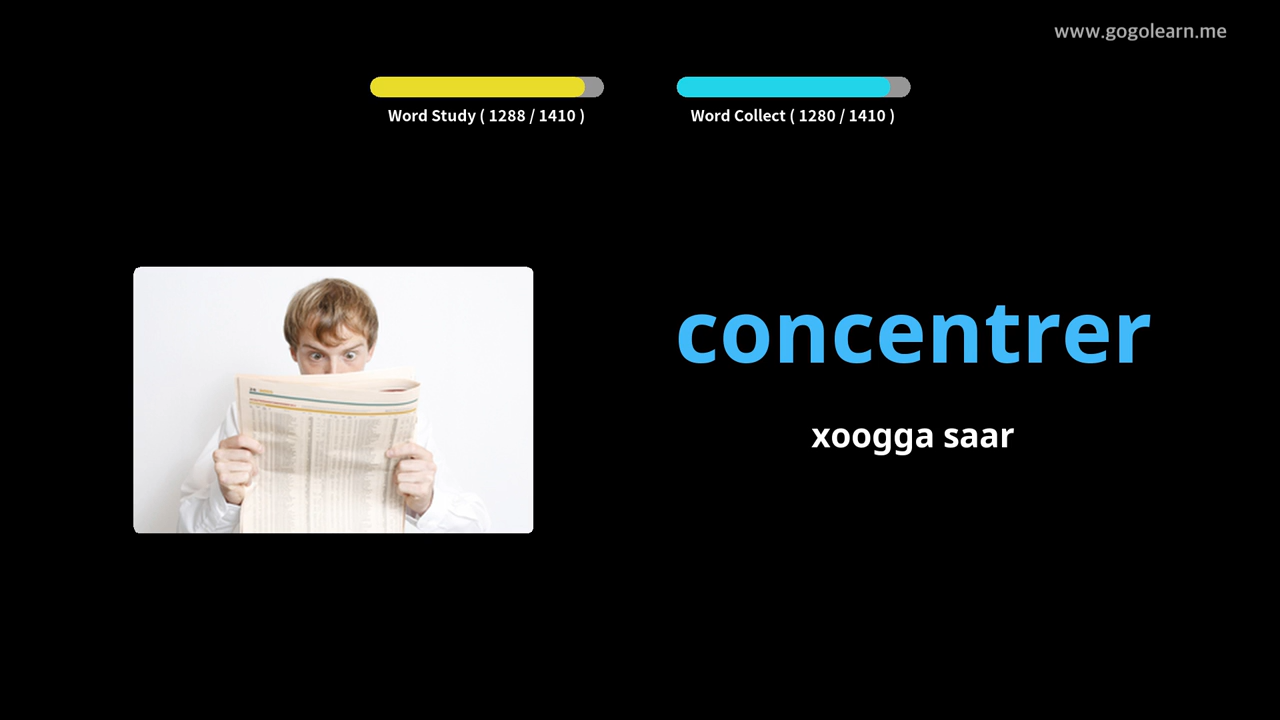 www.gogolearn.me
Word Study ( 1288 / 1410 )
Word Collect ( 1280 / 1410 )
concentrer
xoogga saar